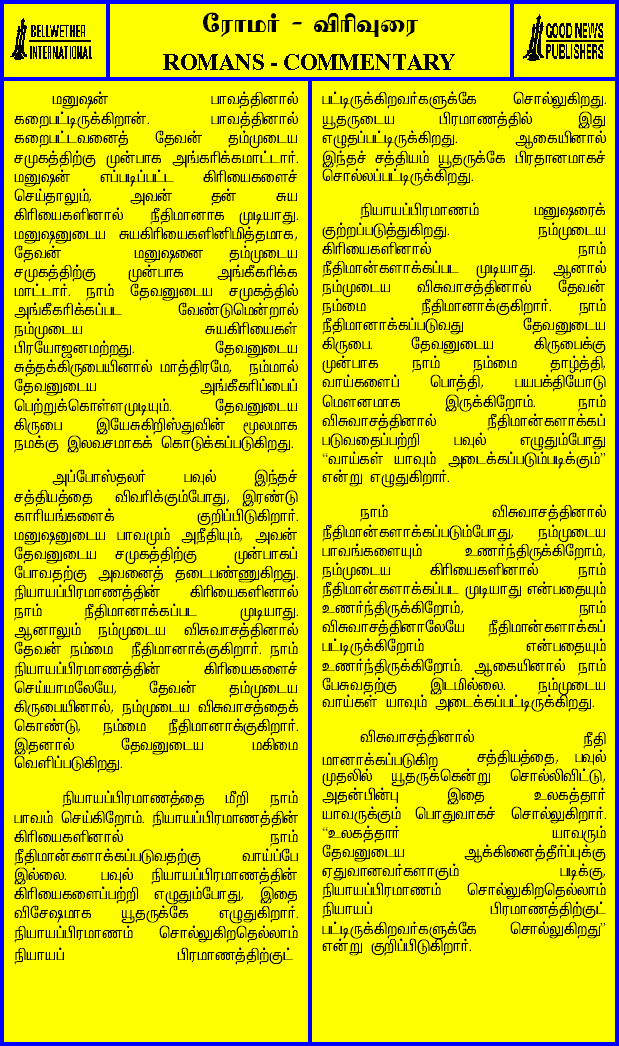 BELLWETHER
INTERNATIONAL
ரோமர் - விரிவுரை
ROMANS - COMMENTARY
GOOD NEWS
PUBLISHERS
மனுஷன் பாவத்தினால்
கறைபட்டிருக்கிறான். பாவத்தினால்
கறைபட்டவனைத் தேவன் தம்முடைய
சமுகத்திற்கு முன்பாக அங்கரிக்கமாட்டார்.
மனுஷன் எப்படிப்பட்ட கிரியைகளைச்
செய்தாலும், அவன் தன் சுய
கிரியைகளினால் நீதிமானாக முடியாது.
மனுஷனுடைய சுயகிரியைகளினிமித்தமாக,
தேவன் மனுஷனை தம்முடைய
சமுகத்திற்கு முன்பாக அங்கீகரிக்க
மாட்டார். நாம் தேவனுடைய சமுகத்தில்
அங்கீகரிக்கப்பட வேண்டுமென்றால்
நம்முடைய சுயகிரியைகள்
பிரயோஜனமற்றது. தேவனுடைய
சுத்தக்கிருபையினால் மாத்திரமே, நம்மால்
தேவனுடைய அங்கீகரிப்பைப்
பெற்றுக்கொள்ளமுடியும். தேவனுடைய
கிருபை இயேசுகிறிஸ்துவின் மூலமாக
நமக்கு இலவசமாகக் கொடுக்கப்படுகிறது.
அப்போஸ்தலர் பவுல் இந்தச்
சத்தியத்தை விவரிக்கும்போது, இரண்டு
காரியங்களைக் குறிப்பிடுகிறார்.
மனுஷனுடைய பாவமும் அநீதியும், அவன்
தேவனுடைய சமுகத்திற்கு முன்பாகப்
போவதற்கு அவனைத் தடைபண்ணுகிறது.
நியாயப்பிரமாணத்தின் கிரியைகளினால்
நாம் நீதிமானாக்கப்பட முடியாது.
ஆனாலும் நம்முடைய விசுவாசத்தினால்
தேவன் நம்மை நீதிமானாக்குகிறார். நாம்
நியாயப்பிரமாணத்தின் கிரியைகளைச்
செய்யாமலேயே, தேவன் தம்முடைய
கிருபையினால், நம்முடைய விசுவாசத்தைக்
கொண்டு, நம்மை நீதிமானாக்குகிறார்.
இதனால் தேவனுடைய மகிமை
வெளிப்படுகிறது.
நியாயப்பிரமாணத்தை மீறி நாம்
பாவம் செய்கிறோம். நியாயப்பிரமாணத்தின்
கிரியைகளினால் நாம்
நீதிமான்களாக்கப்படுவதற்கு வாய்ப்பே
இல்லை. பவுல் நியாயப்பிரமாணத்தின்
கிரியைகளைப்பற்றி எழுதும்போது, இதை
விசேஷமாக யூதருக்கே எழுதுகிறார்.
நியாயப்பிரமாணம் சொல்லுகிறதெல்லாம்
நியாயப் பிரமாணத்திற்குட்
பட்டிருக்கிறவர்களுக்கே சொல்லுகிறது.
யூதருடைய பிரமாணத்தில் இது
எழுதப்பட்டிருக்கிறது. ஆகையினால்
இந்தச் சத்தியம் யூதருக்கே பிரதானமாகச்
சொல்லப்பட்டிருக்கிறது.
நியாயப்பிரமாணம் மனுஷரைக்
குற்றப்படுத்துகிறது. நம்முடைய
கிரியைகளினால் நாம்
நீதிமான்களாக்கப்பட முடியாது. ஆனால்
நம்முடைய விசுவாசத்தினால் தேவன்
நம்மை நீதிமானாக்குகிறார். நாம்
நீதிமானாக்கப்படுவது தேவனுடைய
கிருபை. தேவனுடைய கிருபைக்கு
முன்பாக நாம் நம்மை தாழ்த்தி,
வாய்களைப் பொத்தி, பயபக்தியோடு
மௌனமாக இருக்கிறோம். நாம்
விசுவாசத்தினால் நீதிமான்களாக்கப்
படுவதைப்பற்றி பவுல் எழுதும்போது
“வாய்கள் யாவும் அடைக்கப்படும்படிக்கும்”
என்று எழுதுகிறார்.
நாம் விசுவாசத்தினால்
நீதிமான்களாக்கப்படும்போது, நம்முடைய
பாவங்களையும் உணர்ந்திருக்கிறோம்,
நம்முடைய கிரியைகளினால் நாம்
நீதிமான்களாக்கப்பட முடியாது என்பதையும்
உணர்ந்திருக்கிறோம், நாம்
விசுவாசத்தினாலேயே நீதிமான்களாக்கப்
பட்டிருக்கிறோம் என்பதையும்
உணர்ந்திருக்கிறோம். ஆகையினால் நாம்
பேசுவதற்கு இடமில்லை. நம்முடைய
வாய்கள் யாவும் அடைக்கப்பட்டிருக்கிறது.
விசுவாசத்தினால் நீதி
மானாக்கப்படுகிற சத்தியத்தை, பவுல்
முதலில் யூதருக்கென்று சொல்லிவிட்டு,
அதன்பின்பு இதை உலகத்தார்
யாவருக்கும் பொதுவாகச் சொல்லுகிறார்.
“உலகத்தார் யாவரும்
தேவனுடைய ஆக்கினைத்தீர்ப்புக்கு
ஏதுவானவர்களாகும் படிக்கு,
நியாயப்பிரமாணம் சொல்லுகிறதெல்லாம்
நியாயப் பிரமாணத்திற்குட்
பட்டிருக்கிறவர்களுக்கே சொல்லுகிறது”
என்று குறிப்பிடுகிறார்.